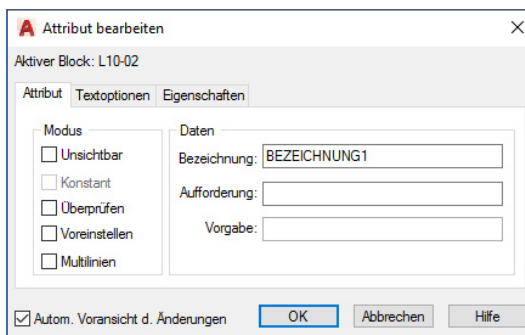 Attribut bearbeiten
Aktiver Block: L10-02
Attribut Textoptionen Eigenschaften
Modus
Unsichtbar
Konstant
Überprüfen
Voreinstellen
Multilinien
Daten
Bezeichnung: BEZEICHNUNG1
Aufforderung:
Vorgabe:
Autom. Voransicht d. Änderungen OK Abbrechen Hilfe